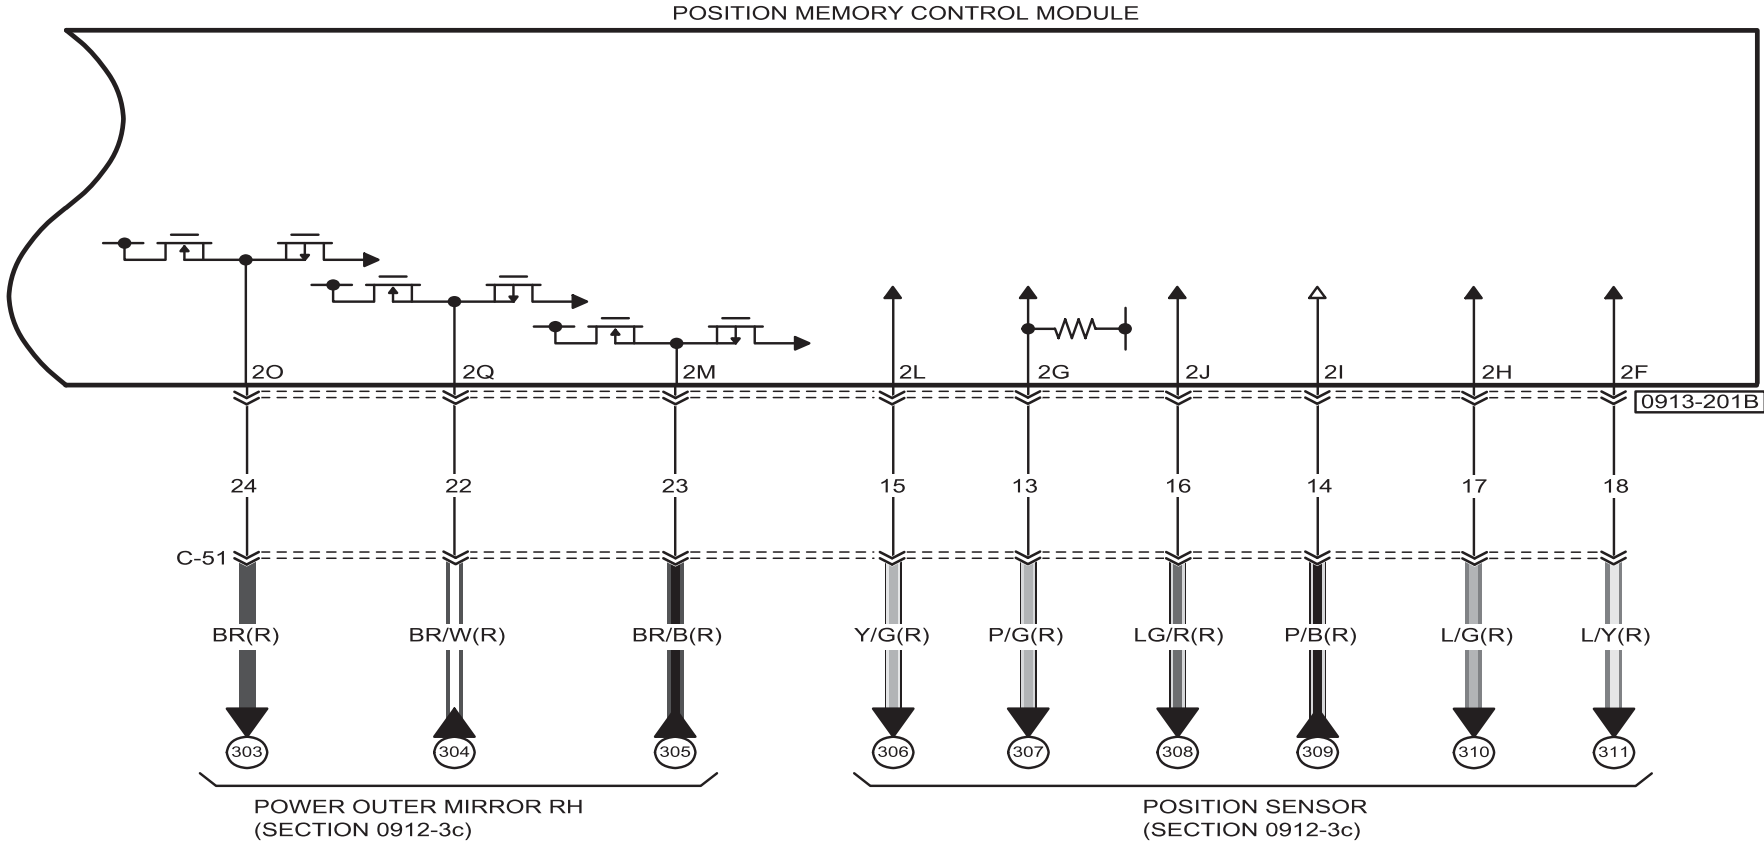 POSITION MEMORY CONTROL MODULE
2O 2Q 2M 2L 2G 2J 2I 2H 2F
0913-201B
24 22 23 15 13 16 14 17 18
C-51
BR(R) BR/W(R) BR/B(R) Y/G(R) P/G(R) LG/R(R) P/B(R) L/G(R) L/Y(R)
303 304 305 306 307 308 309 310 311
POWER OUTER MIRROR RH
(SECTION 0912-3c)
POSITION SENSOR
(SECTION 0912-3c)